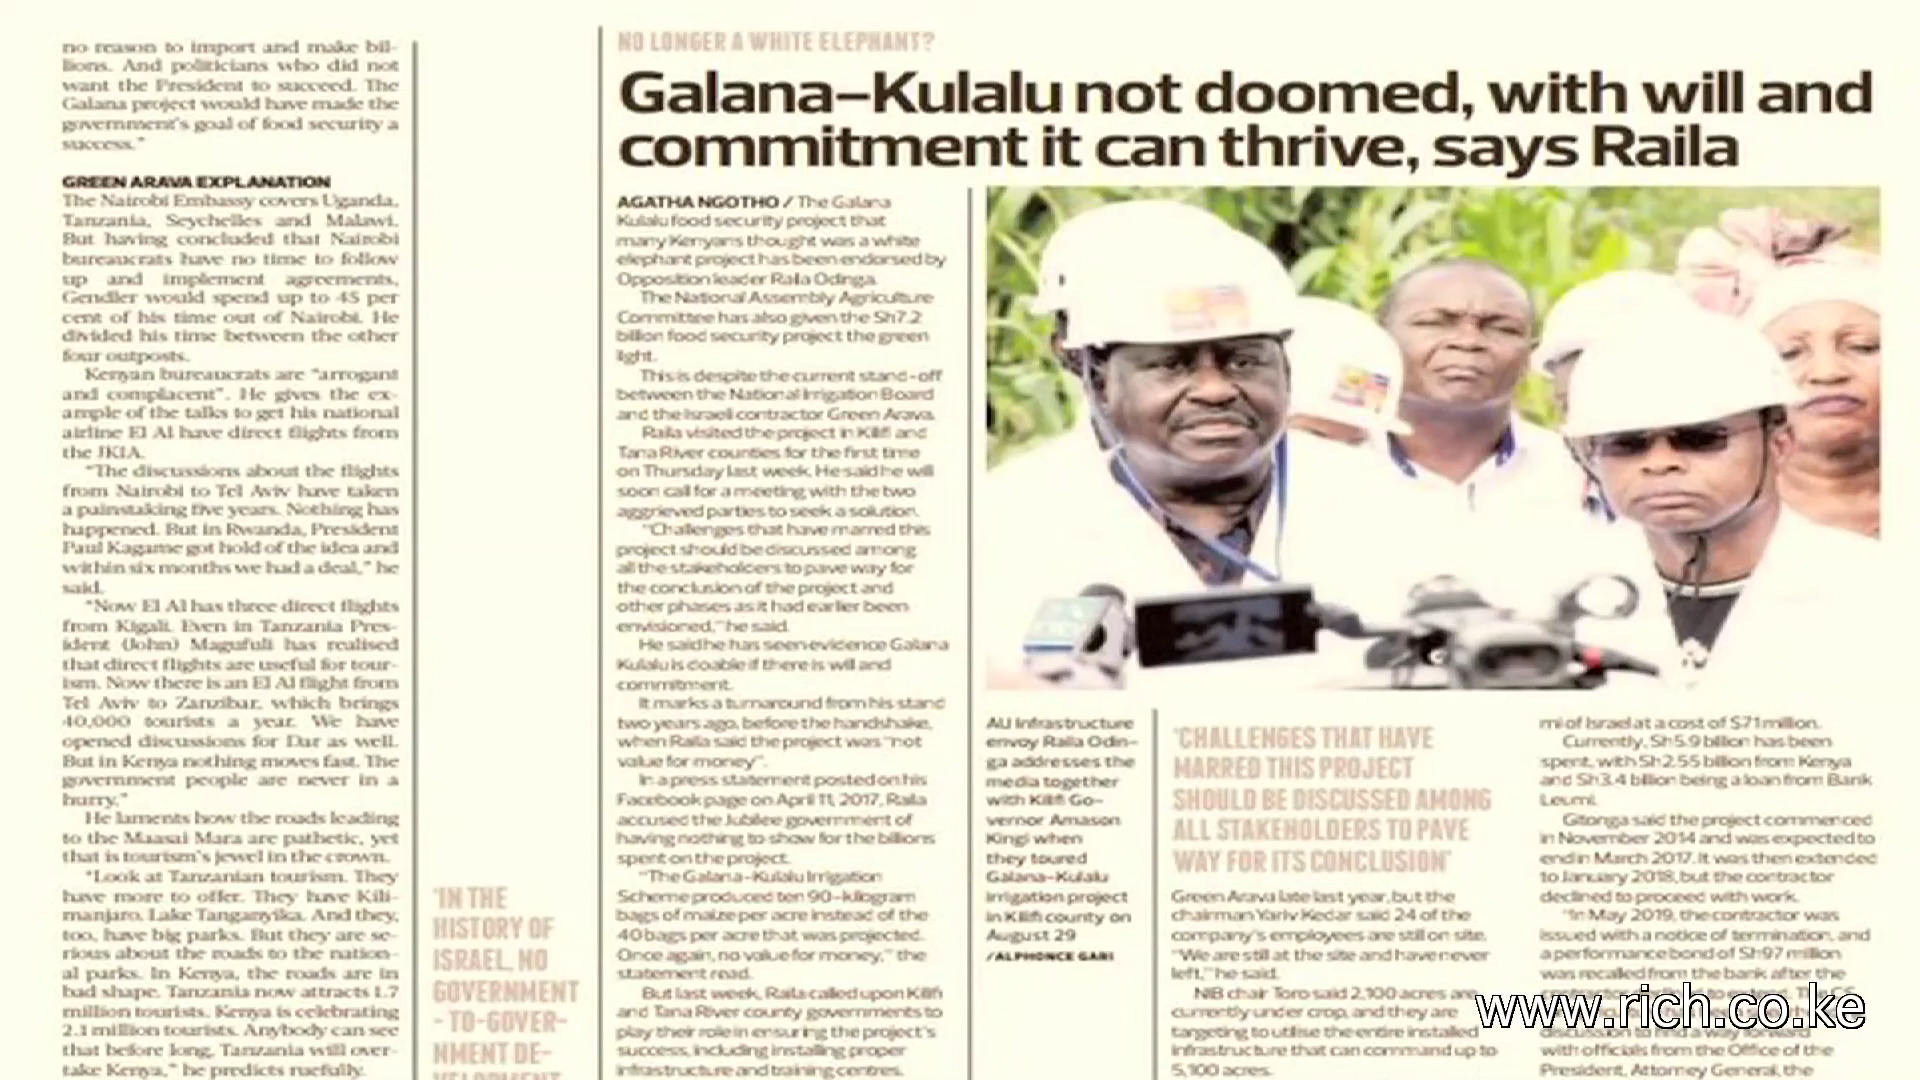 no reason to import and make bil-
lions. And politicians who did not
want the President to succeed. The
Galana project would have made the
government's goal of food security a
success."
GREEN ARAVA EXPLANATION
The Nairobi Embassy covers Uganda,
Tanzania, Seychelles and Malawi.
But having concluded that Nairobi
bureaucrats have no time to follow
up and implement agreements,
Gendler would spend up to 45 per
cent of his time out of Nairobi. He
divided his time between the other
four outposts.
Kenyan bureaucrats are "arrogant
and complacent". He gives the ex-
ample of the talks to get his national
airline El Al have direct flights from
the JKIA.
"The discussions about the flights
from Nairobi to Tel Aviv have taken
a painstaking five years. Nothing has
happened. But in Rwanda, President
Paul Kagame got hold of the idea and
within six months we had a deal," he
said.
"Now El Al has three direct flights
from Kigali. Even in Tanzania Pres-
ident (John) Magufuli has realised
that direct flights are useful for tour-
ism. Now there is an El Al flight from
Tel Aviv to Zanzibar, which brings
40,000 tourists a year. We have
opened discussions for Dar as well.
But in Kenya nothing moves fast. The
government people are never in a
hurry."
He laments how the roads leading
to the Maasai Mara are pathetic, yet
that is tourism's jewel in the crown.
"Look at Tanzanian tourism. They
have more to offer. They have Kili-
manjaro, Lake Tanganyika. And they,
too, have big parks. But they are se-
rious about the roads to the nation-
al parks. In Kenya, the roads are in
bad shape. Tanzania now attracts 1.7
million tourists. Kenya is celebrating
2.1 million tourists. Anybody can see
that before long, Tanzania will over-
take Kenya," he predicts ruefully.
'IN THE
HISTORY OF
ISRAEL, NO
GOVERNMENT
- TO-GOVER-
NMENT DE-
VELOPMENT
NO LONGER A WHITE ELEPHANT?
Galana–Kulalu not doomed, with will and
commitment it can thrive, says Raila
AGATHA NGOTHO / The Galana
Kulalu food security project that
many Kenyans thought was a white
elephant project has been endorsed by
Opposition leader Raila Odinga.
The National Assembly Agriculture
Committee has also given the Sh7.2
billion food security project the green
light.
This is despite the current stand-off
between the National Irrigation Board
and the Israeli contractor Green Arava.
Raila visited the project in Kilifi and
Tana River counties for the first time
on Thursday last week. He said he will
soon call for a meeting with the two
aggrieved parties to seek a solution.
"Challenges that have marred this
project should be discussed among
all the stakeholders to pave way for
the conclusion of the project and
other phases as it had earlier been
envisioned," he said.
He said he has seen evidence Galana
Kulalu is doable if there is will and
commitment.
It marks a turnaround from his stand
two years ago, before the handshake,
when Raila said the project was "not
value for money".
In a press statement posted on his
Facebook page on April 11, 2017, Raila
accused the Jubilee government of
having nothing to show for the billions
spent on the project.
"The Galana-Kulalu Irrigation
Scheme produced ten 90-kilogram
bags of maize per acre instead of the
40 bags per acre that was projected.
Once again, no value for money," the
statement read.
But last week, Raila called upon Kilifi
and Tana River county governments to
play their role in ensuring the project's
success, including installing proper
infrastructure and training centres.
AU Infrastructure
envoy Raila Odin-
ga addresses the
media together
with Kilifi Go-
vernor Amason
Kingi when
they toured
Galana-Kulalu
irrigation project
in Kilifi county on
August 29
/ALPHONCE GARI
'CHALLENGES THAT HAVE
MARRED THIS PROJECT
SHOULD BE DISCUSSED AMONG
ALL STAKEHOLDERS TO PAVE
WAY FOR ITS CONCLUSION'
Green Arava late last year, but the
chairman Yariv Kedar said 24 of the
company's employees are still on site.
"We are still at the site and have never
left," he said.
NIB chair Toro said 2,100 acres are
currently under crop, and they are
targeting to utilise the entire installed
infrastructure that can command up to
5,100 acres.
mi of Israel at a cost of $71 million.
Currently, Sh5.9 billion has been
spent, with Sh2.55 billion from Kenya
and Sh3.4 billion being a loan from Bank
Leumi.
Gitonga said the project commenced
in November 2014 and was expected to
end in March 2017. It was then extended
to January 2018, but the contractor
declined to proceed with work.
"In May 2019, the contractor was
issued with a notice of termination, and
a performance bond of Sh97 million
was recalled from the bank after the
with officials from the Office of the
President, Attorney General, the
www.rich.co.ke